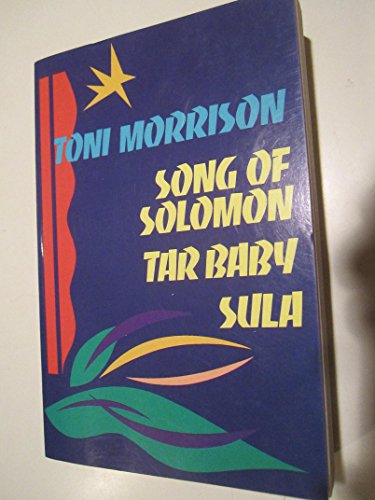 TONI MORRISON
SONG OF
SOLOMON
TAR BABY
SULA